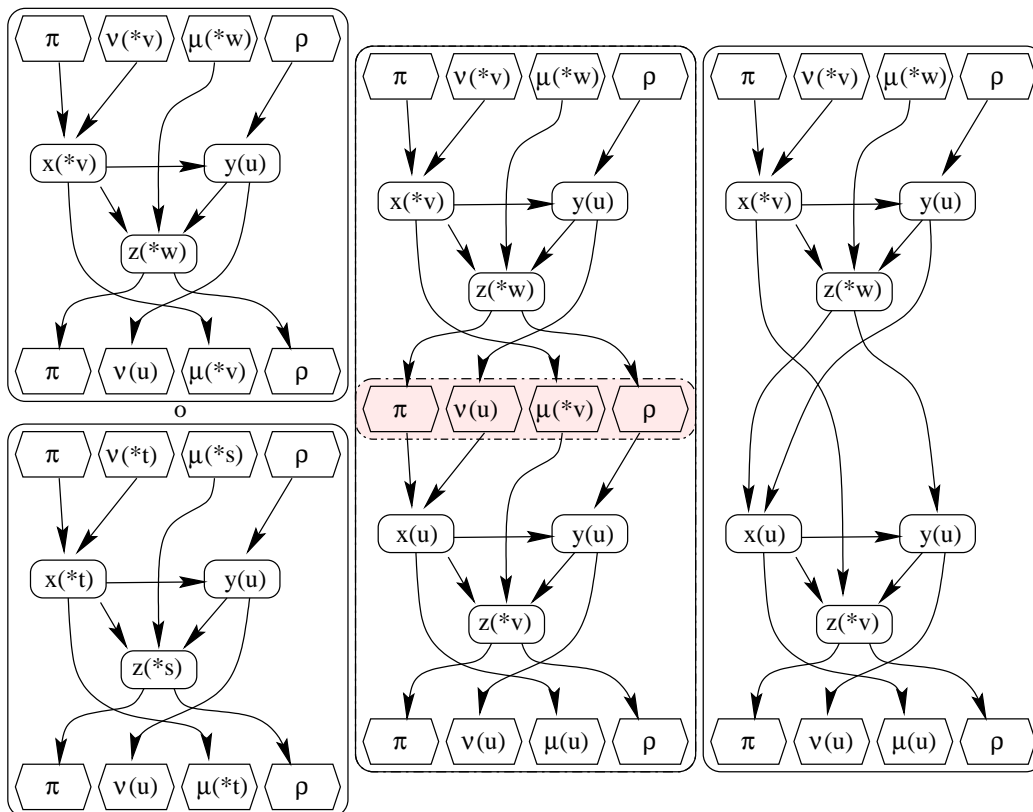 π ν(*v) μ(*w) ρ
x(*v) y(u)
z(*w)
π ν(u) μ(*v) ρ
o
π ν(*t) μ(*s) ρ
x(*t) y(u)
z(*s)
π ν(u) μ(*t) ρ
π ν(*v) μ(*w) ρ
x(*v) y(u)
z(*w)
π ν(u) μ(*v) ρ
x(u) y(u)
z(*v)
π ν(u) μ(u) ρ
π ν(*v) μ(*w) ρ
x(*v) y(u)
z(*w)
x(u) y(u)
z(*v)
π ν(u) μ(u) ρ